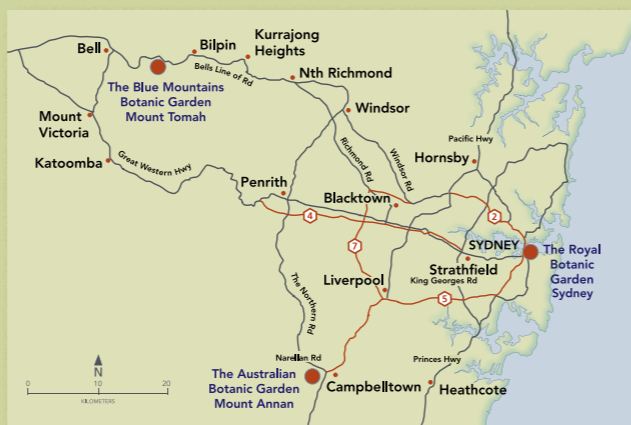 Bell
Bilpin
Kurrajong
Heights
Bells Line of Rd
Nth Richmond
The Blue Mountains
Botanic Garden
Mount Tomah
Windsor
Mount
Victoria
Richmond Rd
Windsor Rd
Pacific Hwy
Hornsby
Katoomba
Great Western Hwy
Penrith
Blacktown
4
2
7
SYDNEY
The Royal
Botanic
Garden
Sydney
Strathfield
King Georges Rd
Liverpool
5
The Northern Rd
Narellan Rd
Princes Hwy
The Australian
Botanic Garden
Mount Annan
Campbelltown
Heathcote
N
0
10
20
KILOMETERS